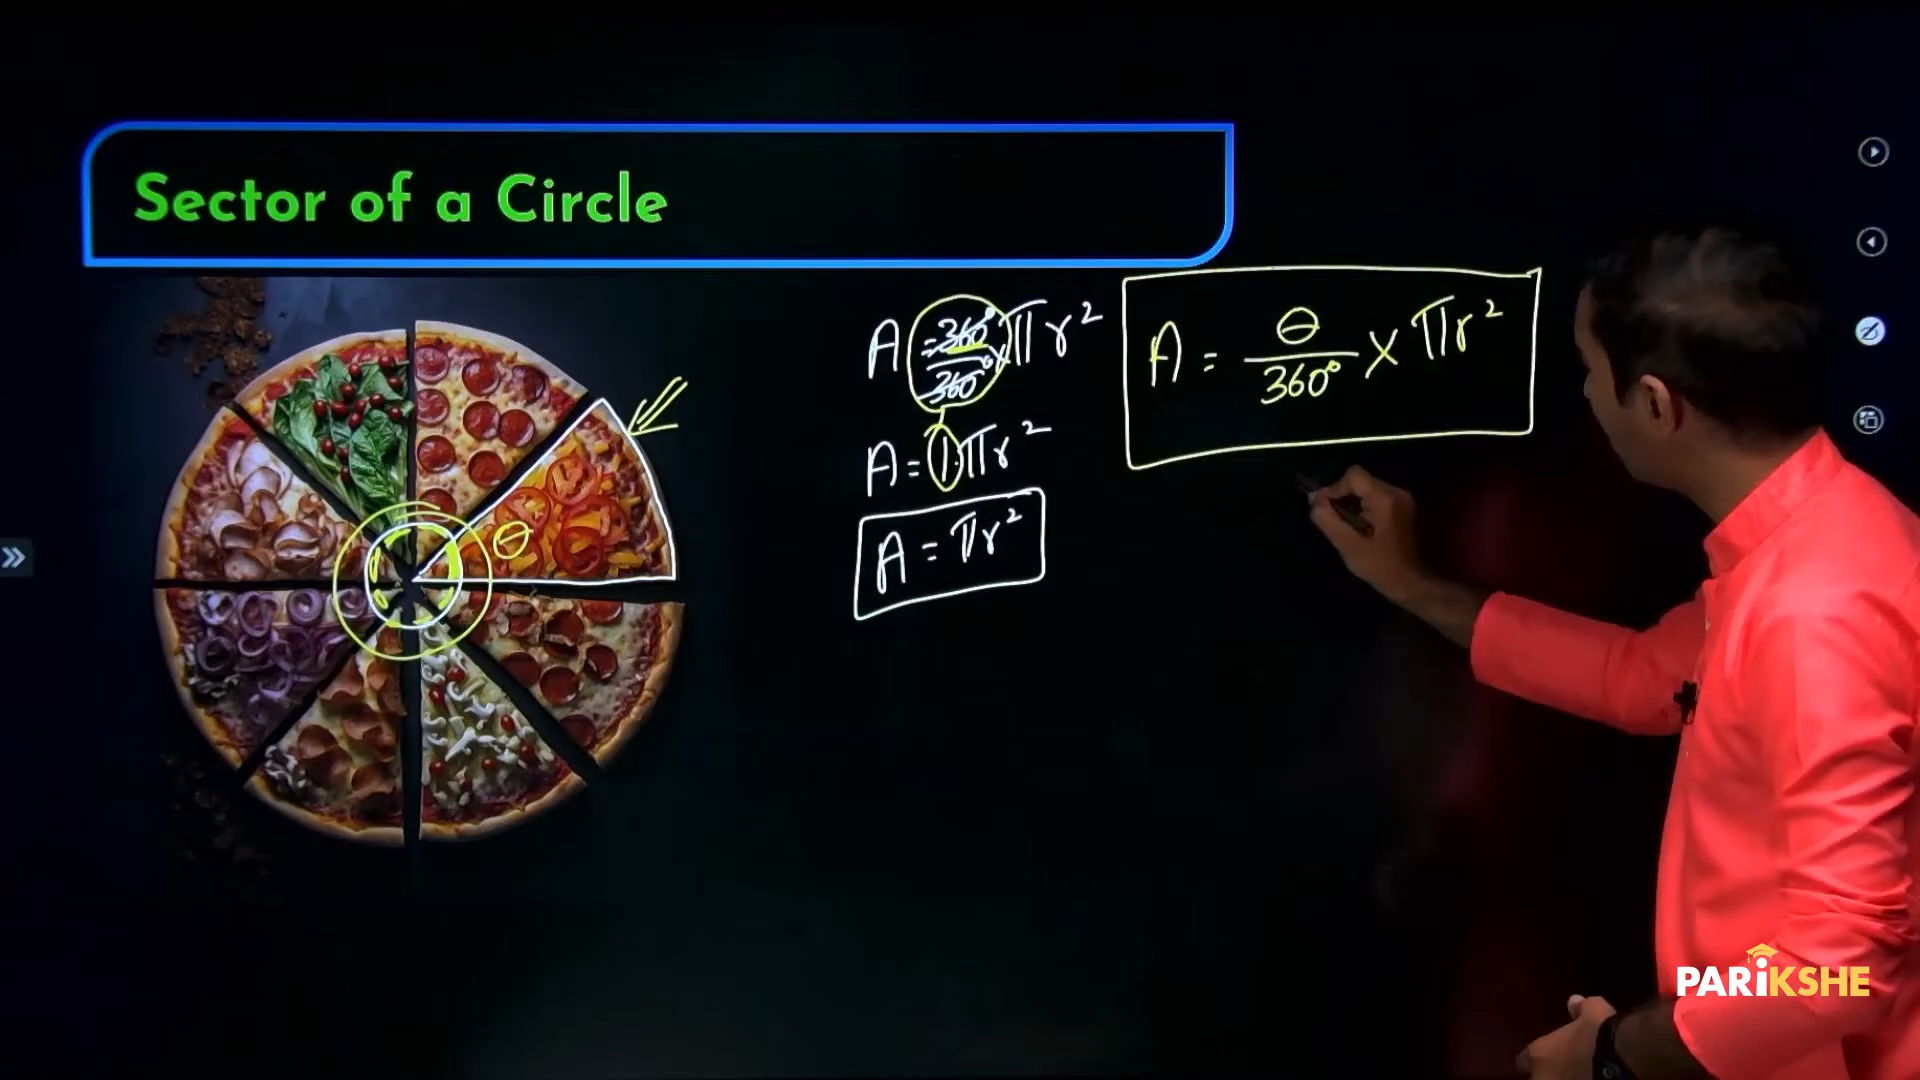 Sector of a Circle
A = 360°/360° × πr²
A = 1·πr²
A = πr²
A = θ/360° × πr²
θ
PARiKSHE